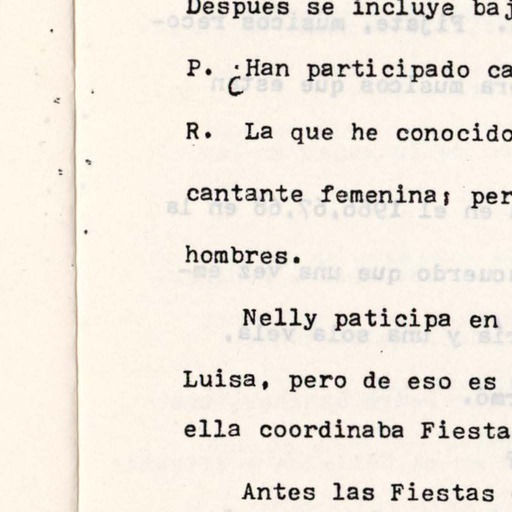 Despues se incluye baj
P. ¿Han participado ca
R. La que he conocido
cantante femenina; per
hombres.
Nelly paticipa en
Luisa, pero de eso es
ella coordinaba Fiesta
Antes las Fiestas